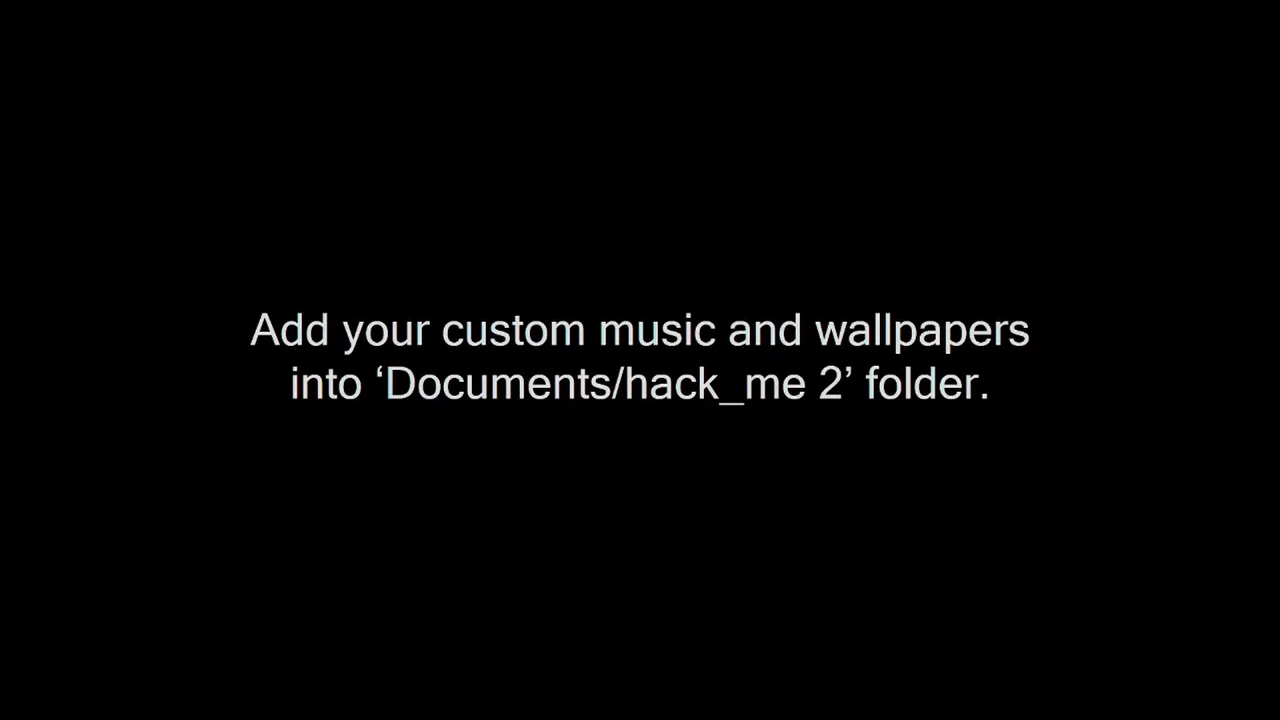 Add your custom music and wallpapers
into ‘Documents/hack_me 2’ folder.